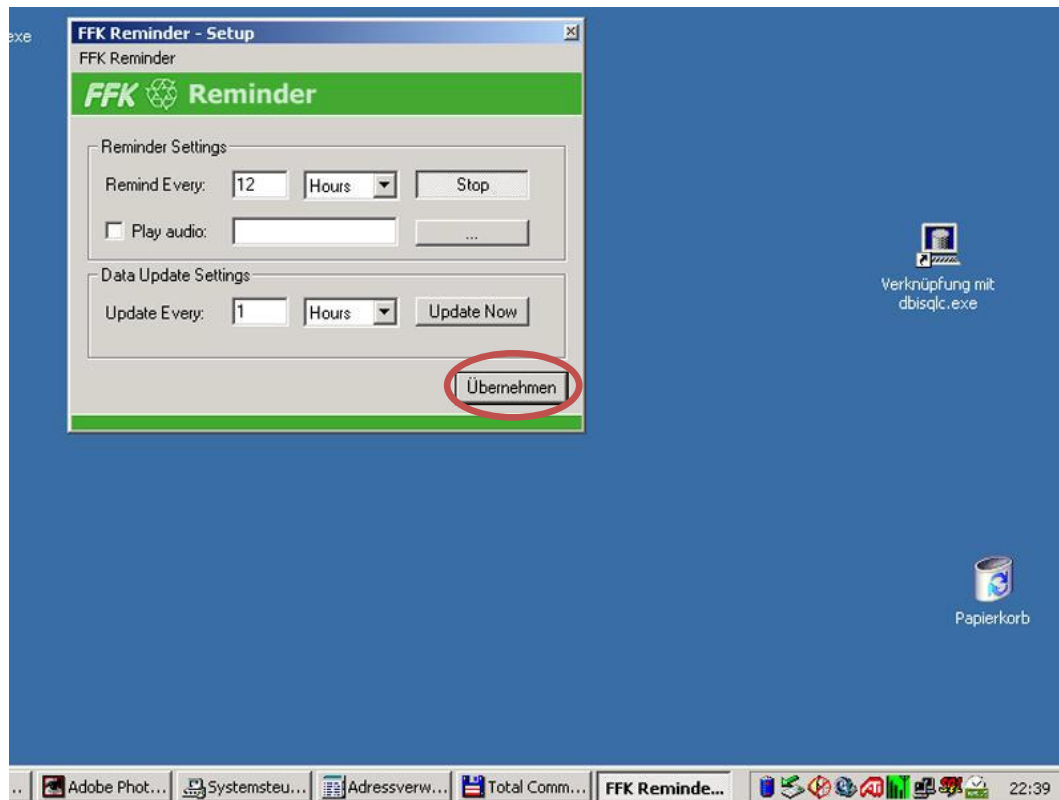 exe
FFK Reminder - Setup
FFK Reminder
FFK Reminder
Reminder Settings
Remind Every: 12 Hours Stop
Play audio: ...
Data Update Settings
Update Every: 1 Hours Update Now
Übernehmen
Verknüpfung mit
dbisqlc.exe
Papierkorb
.. Adobe Phot... Systemsteu... Adressverw... Total Comm... FFK Reminde... 22:39